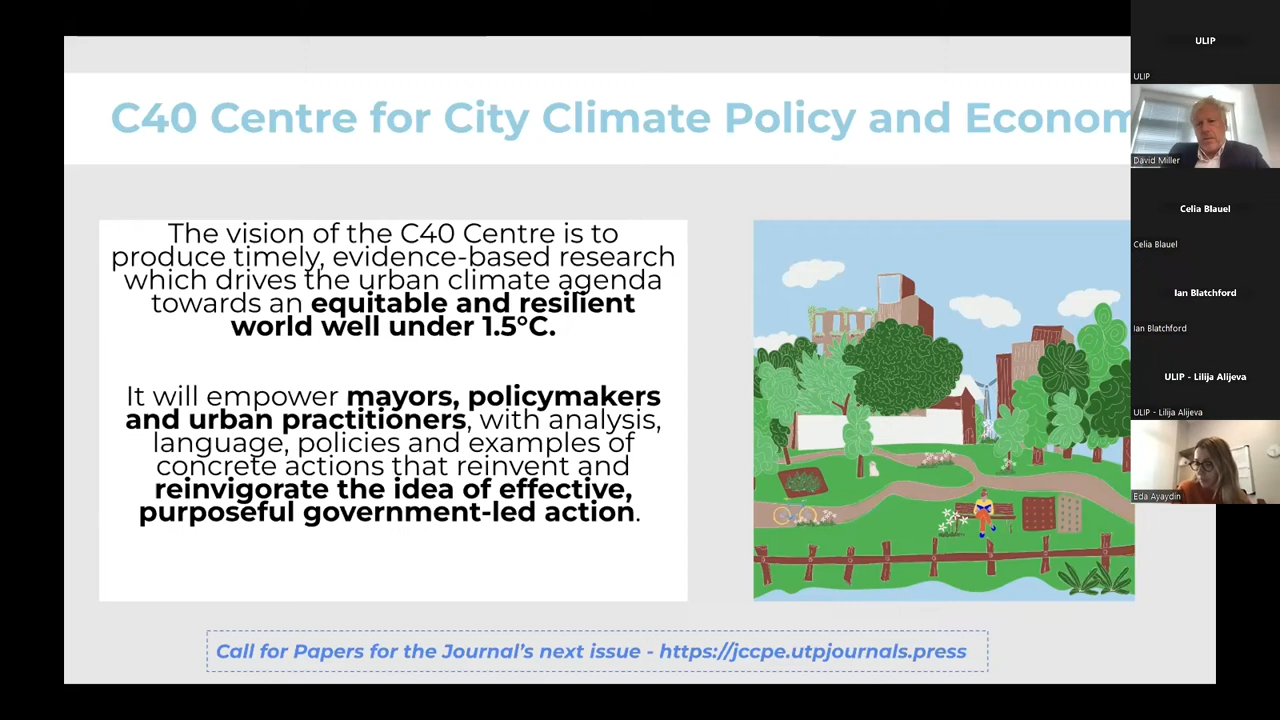 C40 Centre for City Climate Policy and Econom
The vision of the C40 Centre is to
produce timely, evidence-based research
which drives the urban climate agenda
towards an equitable and resilient
world well under 1.5°C.
It will empower mayors, policymakers
and urban practitioners, with analysis,
language, policies and examples of
concrete actions that reinvent and
reinvigorate the idea of effective,
purposeful government-led action.
Call for Papers for the Journal's next issue - https://jccpe.utpjournals.press
ULIP
ULIP
David Miller
Celia Blauel
Celia Blauel
Ian Blatchford
Ian Blatchford
ULIP - Lilija Alijeva
ULIP - Lilija Alijeva
Eda Ayaydin